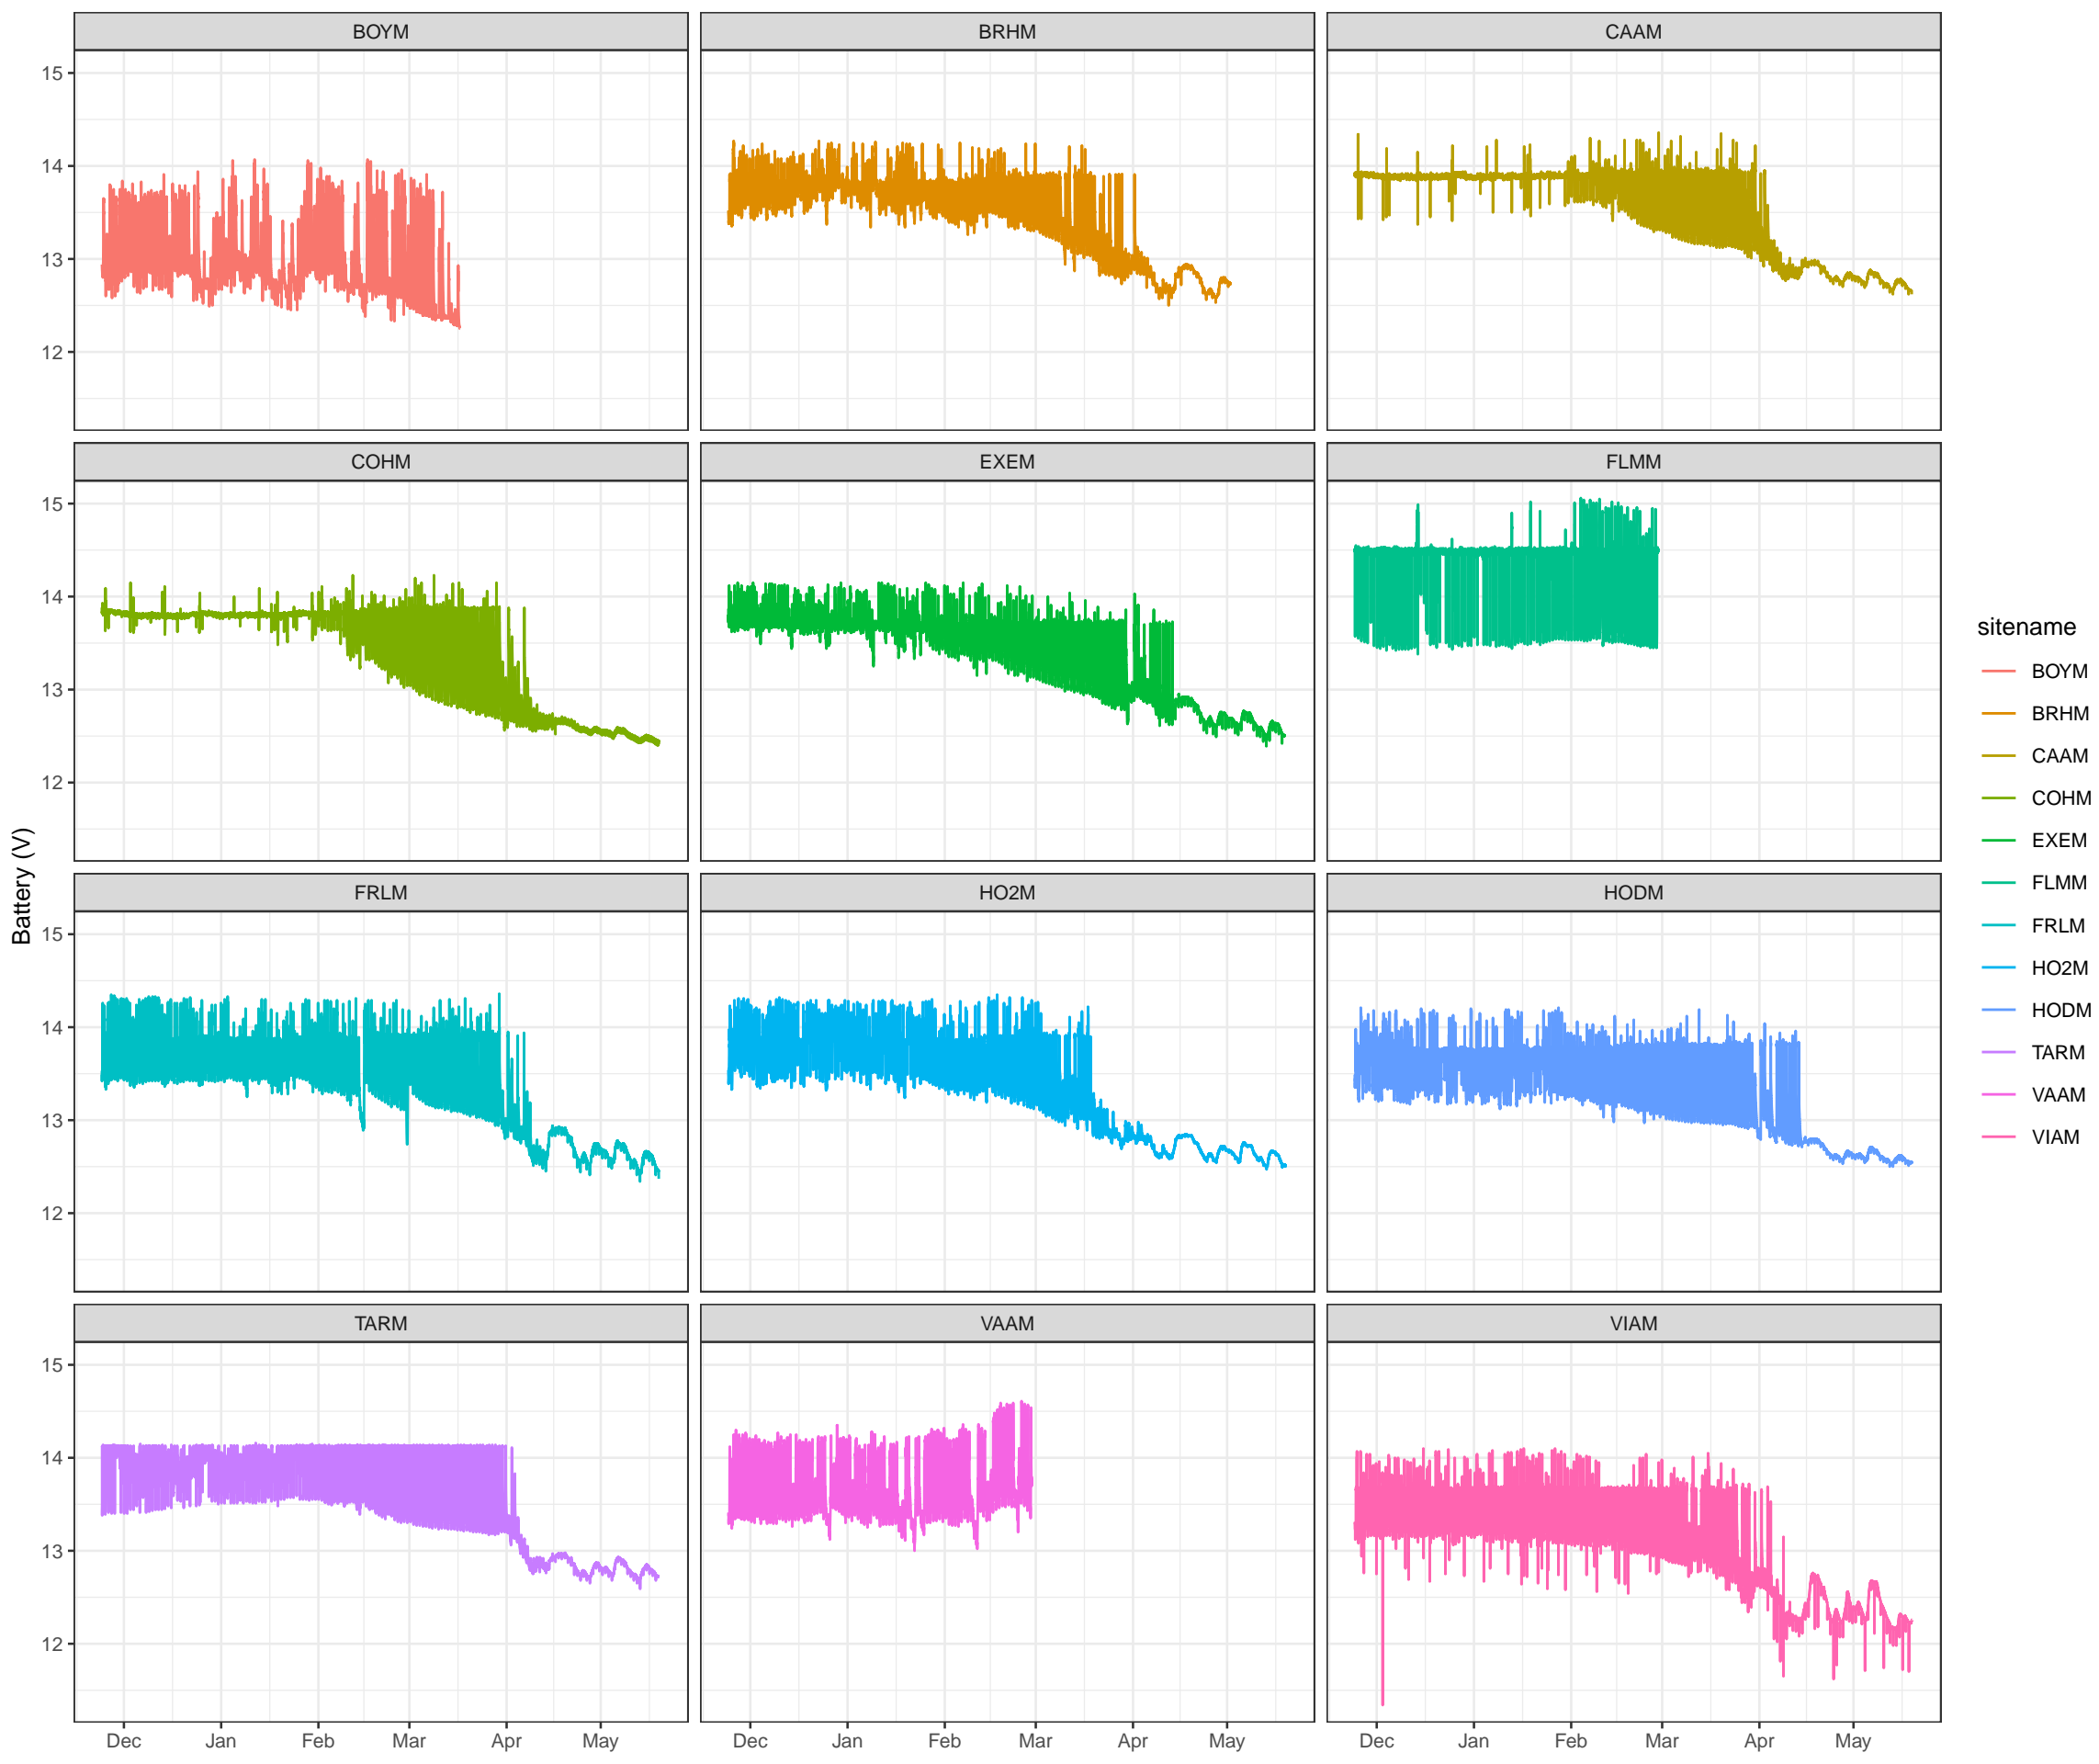 BOYM BRHM CAAM
15
14
13
12
COHM EXEM FLMM
15
14
13
12
FRLM HO2M HODM
15
14
13
12
TARM VAAM VIAM
15
14
13
12
Dec Jan Feb Mar Apr May Dec Jan Feb Mar Apr May Dec Jan Feb Mar Apr May
Battery (V)
sitename
BOYM
BRHM
CAAM
COHM
EXEM
FLMM
FRLM
HO2M
HODM
TARM
VAAM
VIAM